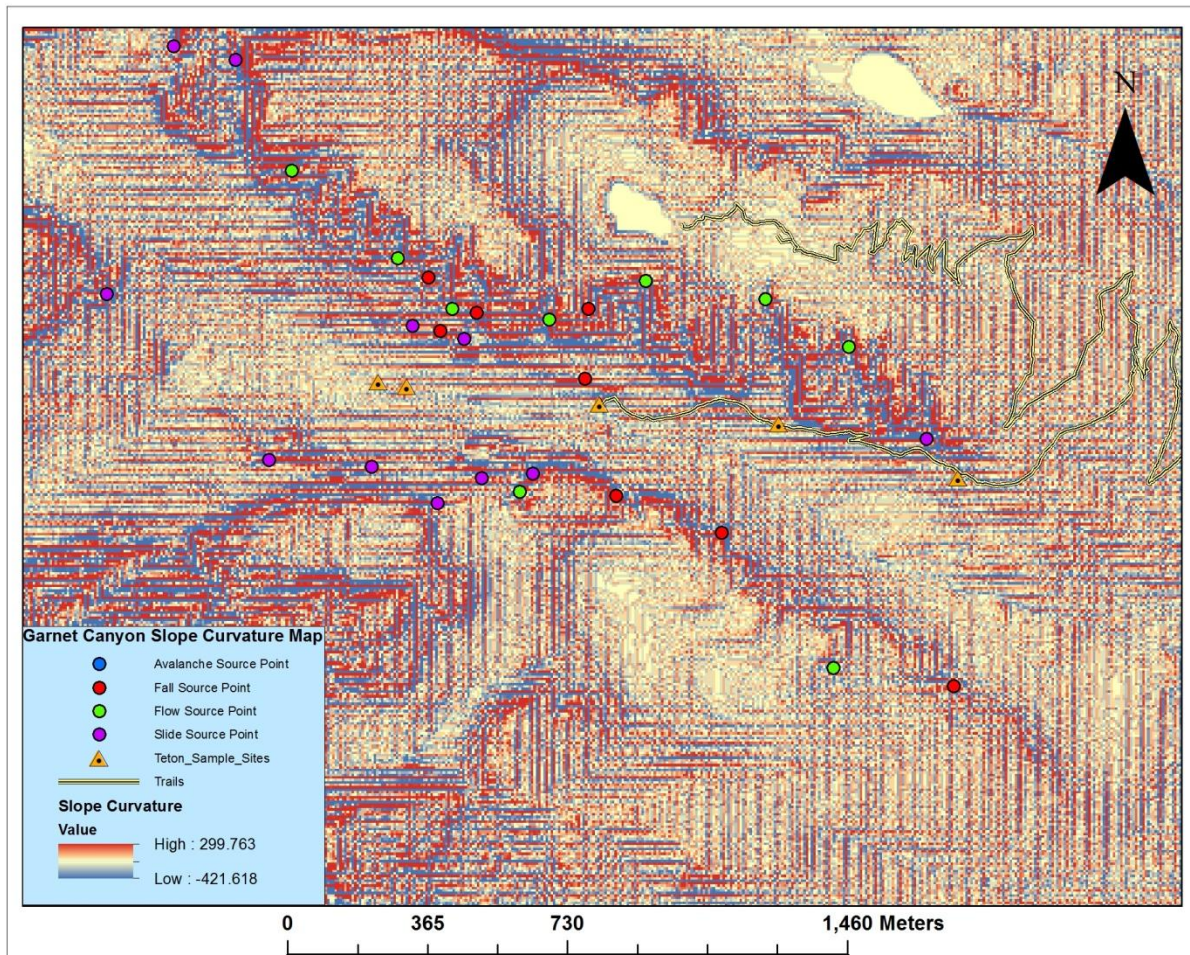 N
Garnet Canyon Slope Curvature Map
Avalanche Source Point
Fall Source Point
Flow Source Point
Slide Source Point
Teton_Sample_Sites
Trails
Slope Curvature
Value
High : 299.763
Low : -421.618
0 365 730 1,460 Meters